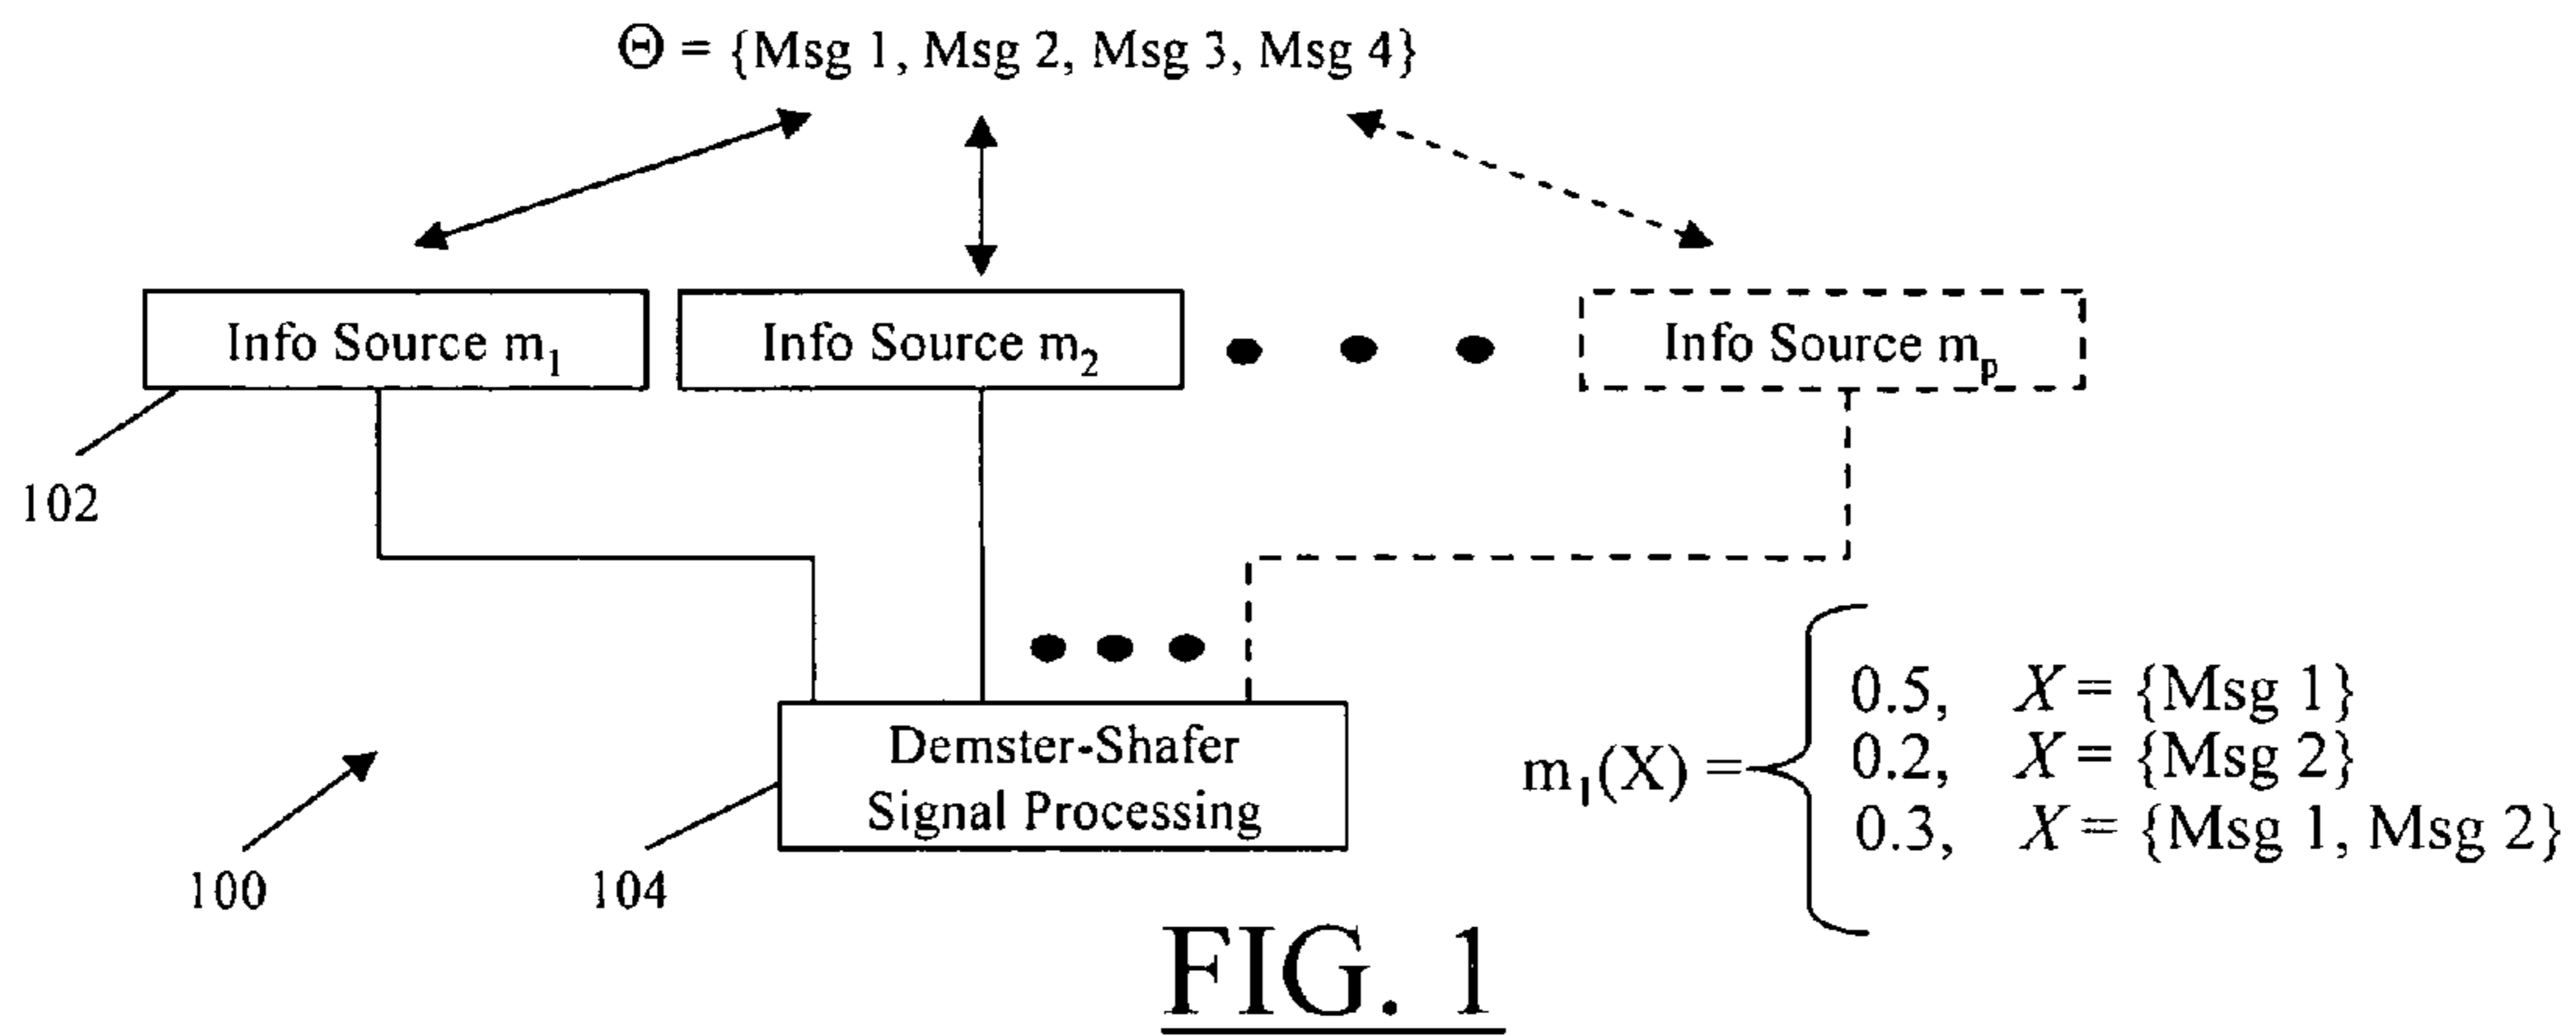 Θ = {Msg 1, Msg 2, Msg 3, Msg 4}
Info Source m₁
Info Source m₂
Info Source mₚ
102
Demster-Shafer
Signal Processing
100
104
m₁(X) =
0.5, X = {Msg 1}
0.2, X = {Msg 2}
0.3, X = {Msg 1, Msg 2}
FIG. 1